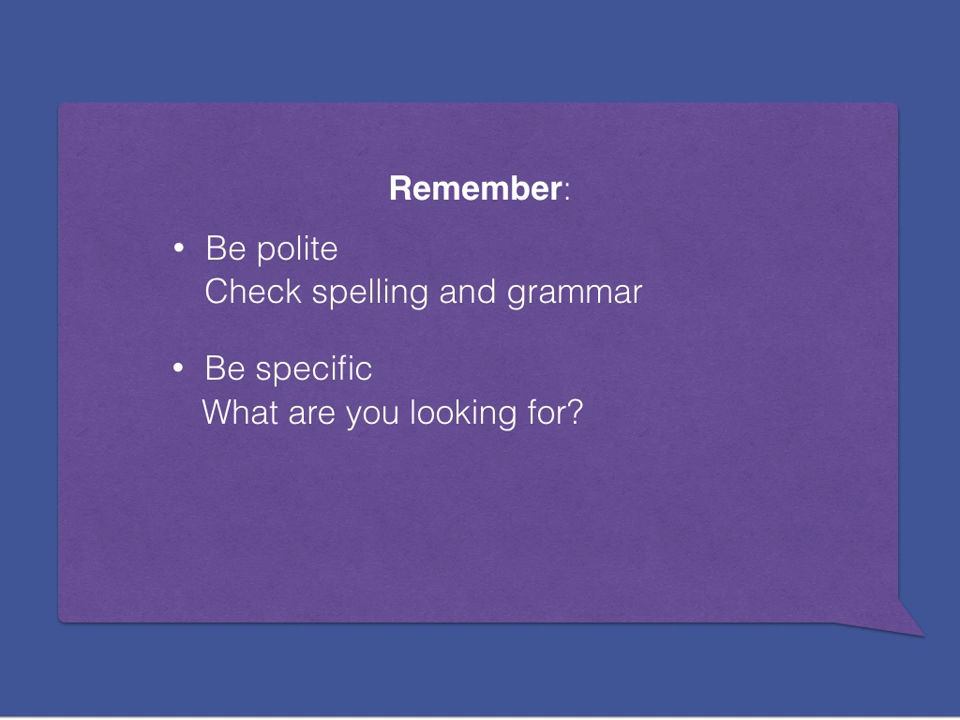 Remember:
• Be polite
Check spelling and grammar
• Be specific
What are you looking for?